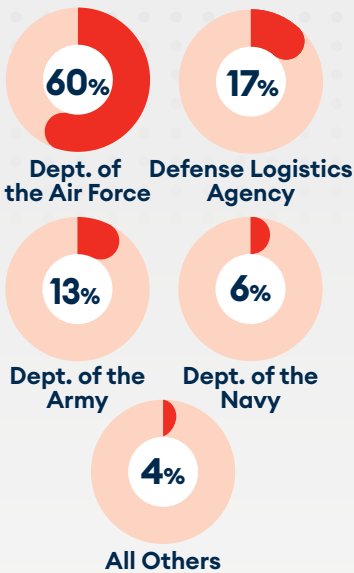 60%
17%
Dept. of
the Air Force
Defense Logistics
Agency
13%
6%
Dept. of the
Army
Dept. of the
Navy
4%
All Others